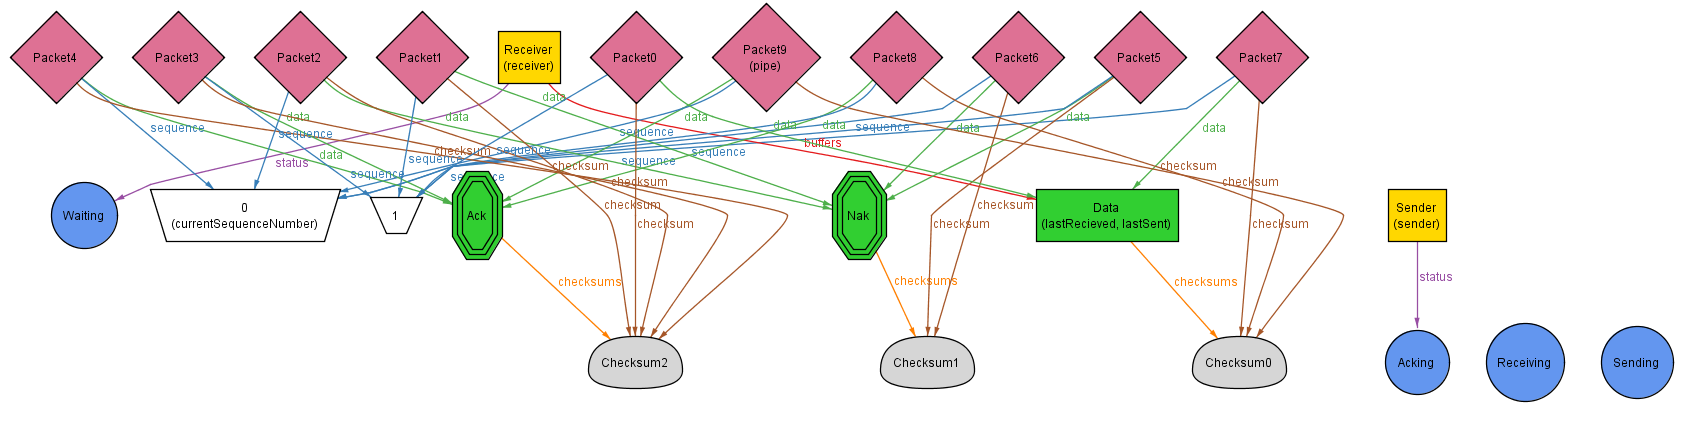 Packet4
Packet3
Packet2
Packet1
Receiver
(receiver)
Packet0
Packet9
(pipe)
Packet8
Packet6
Packet5
Packet7
data
sequence
data
sequence
data
sequence
data
data
data
sequence
data
data
data
buffers
status
data
sequence
sequence
checksum
sequence
sequence
sequence
sequence
checksum
checksum
checksum
checksum
checksum
checksum
checksum
checksum
checksum
Waiting
0
(currentSequenceNumber)
1
Ack
Nak
Data
(lastRecieved, lastSent)
Sender
(sender)
checksums
checksums
checksums
status
Checksum2
Checksum1
Checksum0
Acking
Receiving
Sending